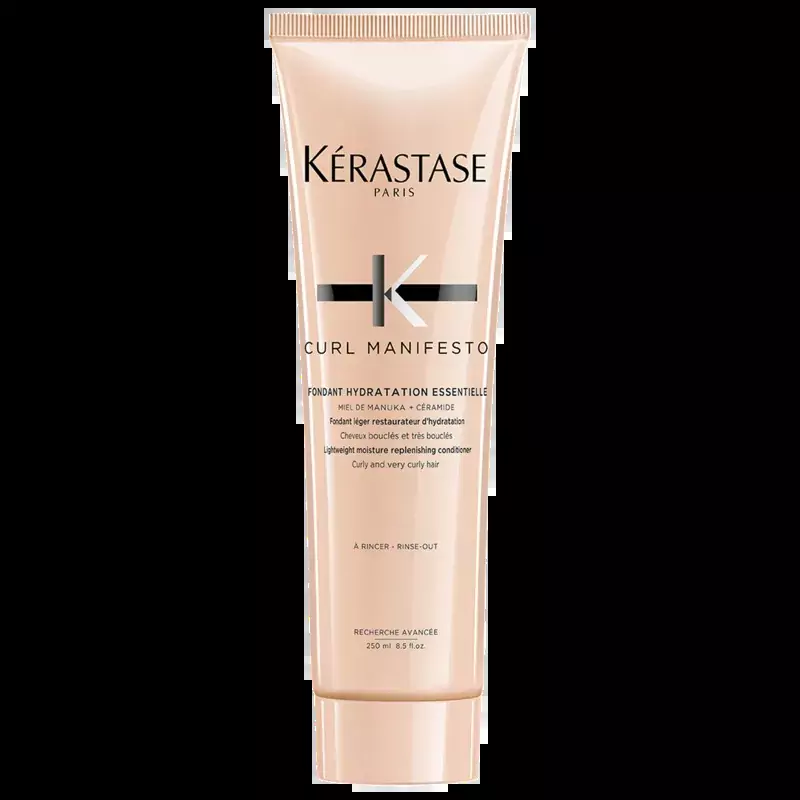 KÉRASTASE
PARIS
K
CURL MANIFESTO
FONDANT HYDRATATION ESSENTIELLE
MIEL DE MANUKA + CÉRAMIDE
Fondant léger restaurateur d'hydratation
Cheveux bouclés et très bouclés
Lightweight moisture replenishing conditioner
Curly and very curly hair
À RINCER - RINSE-OUT
RECHERCHE AVANCÉE
250 ml 8.5 fl.oz.